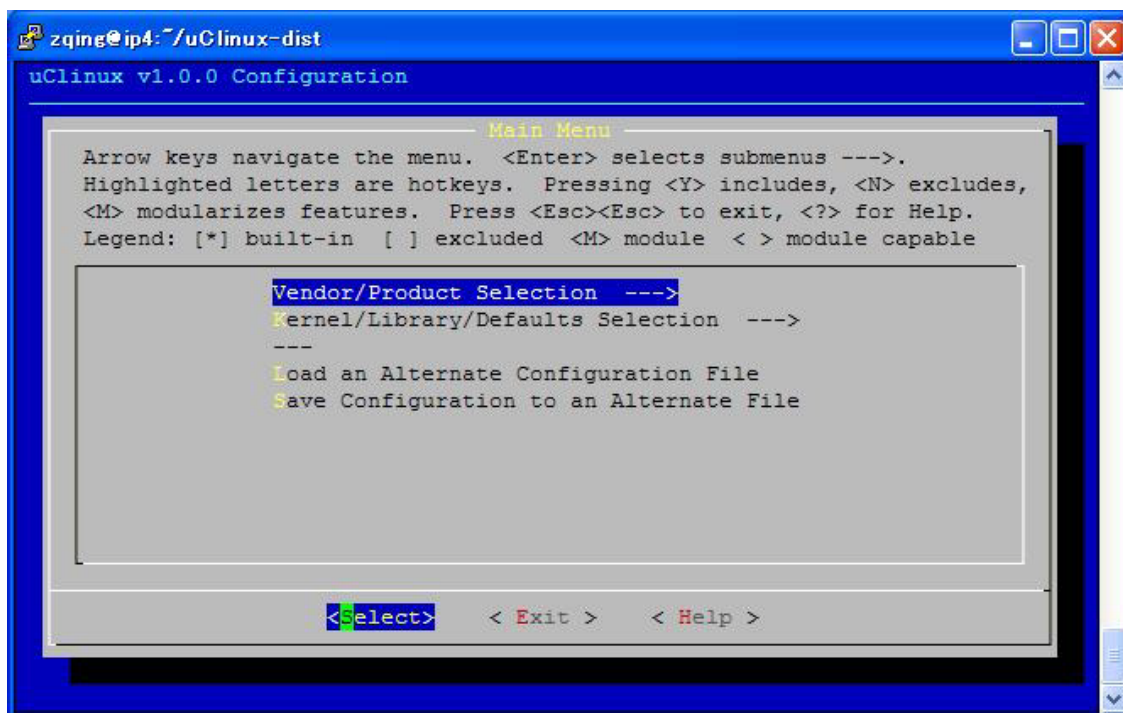 zqing@ip4:~/uClinux-dist
uClinux v1.0.0 Configuration
Main Menu
Arrow keys navigate the menu.  <Enter> selects submenus --->.
Highlighted letters are hotkeys.  Pressing <Y> includes, <N> excludes,
<M> modularizes features.  Press <Esc><Esc> to exit, <?> for Help.
Legend: [*] built-in  [ ] excluded  <M> module  < > module capable
Vendor/Product Selection  --->
Kernel/Library/Defaults Selection  --->
---
Load an Alternate Configuration File
Save Configuration to an Alternate File
<Select>    < Exit >    < Help >